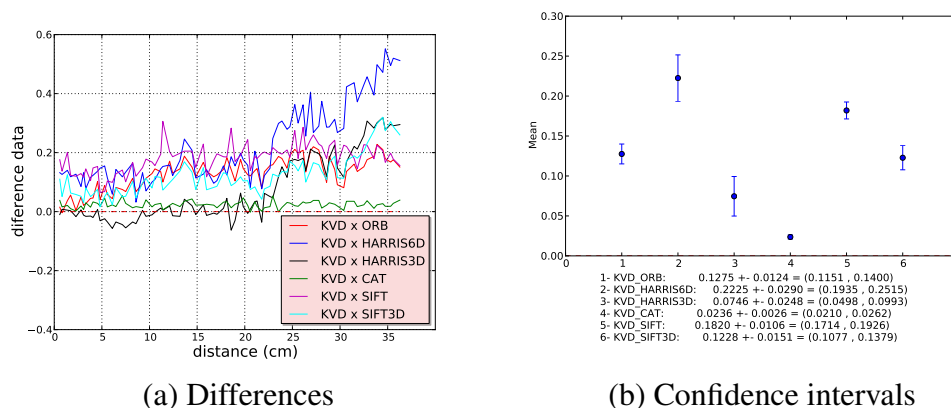 0.6
0.4
0.2
0.0
−0.2
−0.4
difference data
0 5 10 15 20 25 30 35 40
distance (cm)
KVD x ORB
KVD x HARRIS6D
KVD x HARRIS3D
KVD x CAT
KVD x SIFT
KVD x SIFT3D
(a) Differences
0.30
0.25
0.20
0.15
0.10
0.05
0.00
Mean
0 1 2 3 4 5 6
1- KVD_ORB: 0.1275 +- 0.0124 = (0.1151 , 0.1400)
2- KVD_HARRIS6D: 0.2225 +- 0.0290 = (0.1935 , 0.2515)
3- KVD_HARRIS3D: 0.0746 +- 0.0248 = (0.0498 , 0.0993)
4- KVD_CAT: 0.0236 +- 0.0026 = (0.0210 , 0.0262)
5- KVD_SIFT: 0.1820 +- 0.0106 = (0.1714 , 0.1926)
6- KVD_SIFT3D: 0.1228 +- 0.0151 = (0.1077 , 0.1379)
(b) Confidence intervals